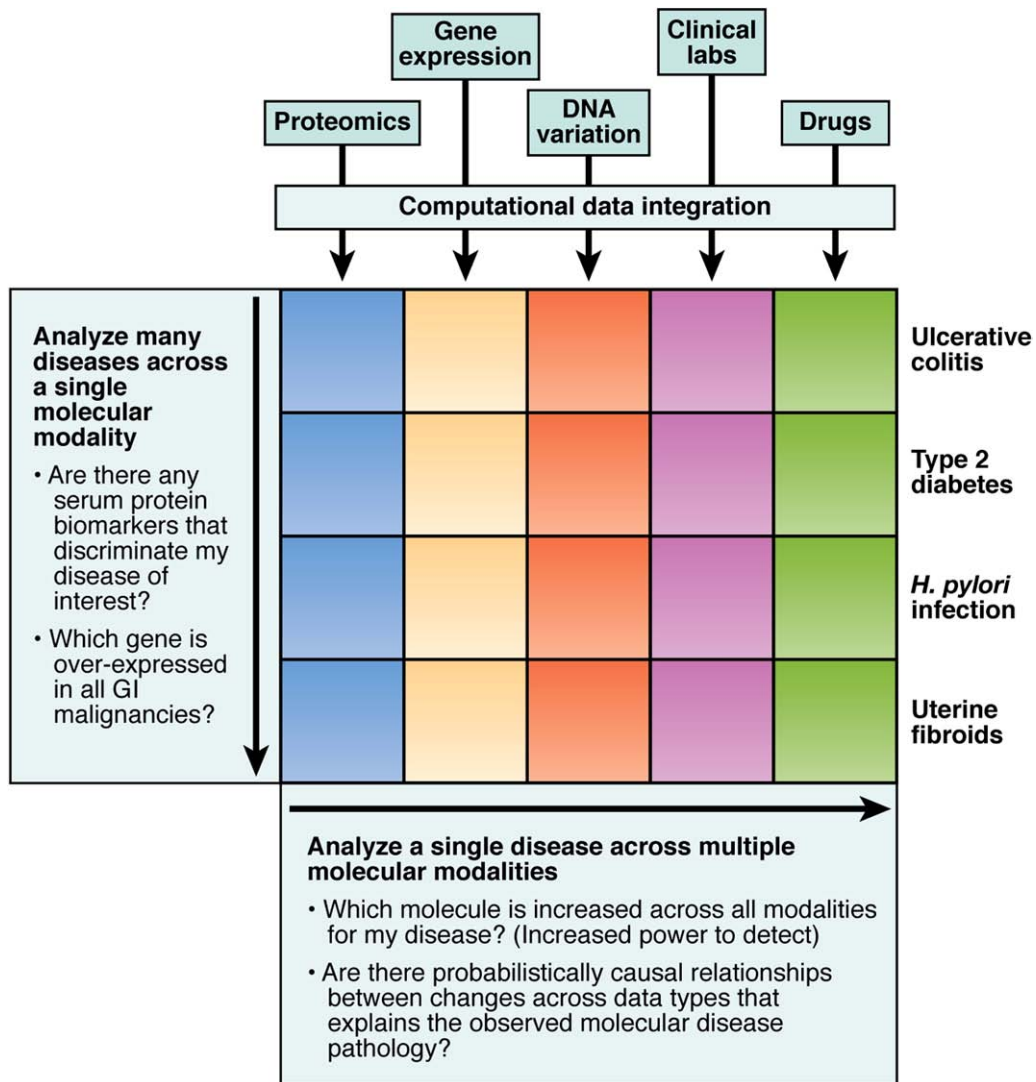 Gene
expression
Clinical
labs
Proteomics
DNA
variation
Drugs
Computational data integration
Analyze many
diseases across
a single
molecular
modality
• Are there any
serum protein
biomarkers that
discriminate my
disease of
interest?
• Which gene is
over-expressed
in all GI
malignancies?
Ulcerative
colitis
Type 2
diabetes
H. pylori
infection
Uterine
fibroids
Analyze a single disease across multiple
molecular modalities
• Which molecule is increased across all modalities
for my disease? (Increased power to detect)
• Are there probabilistically causal relationships
between changes across data types that
explains the observed molecular disease
pathology?